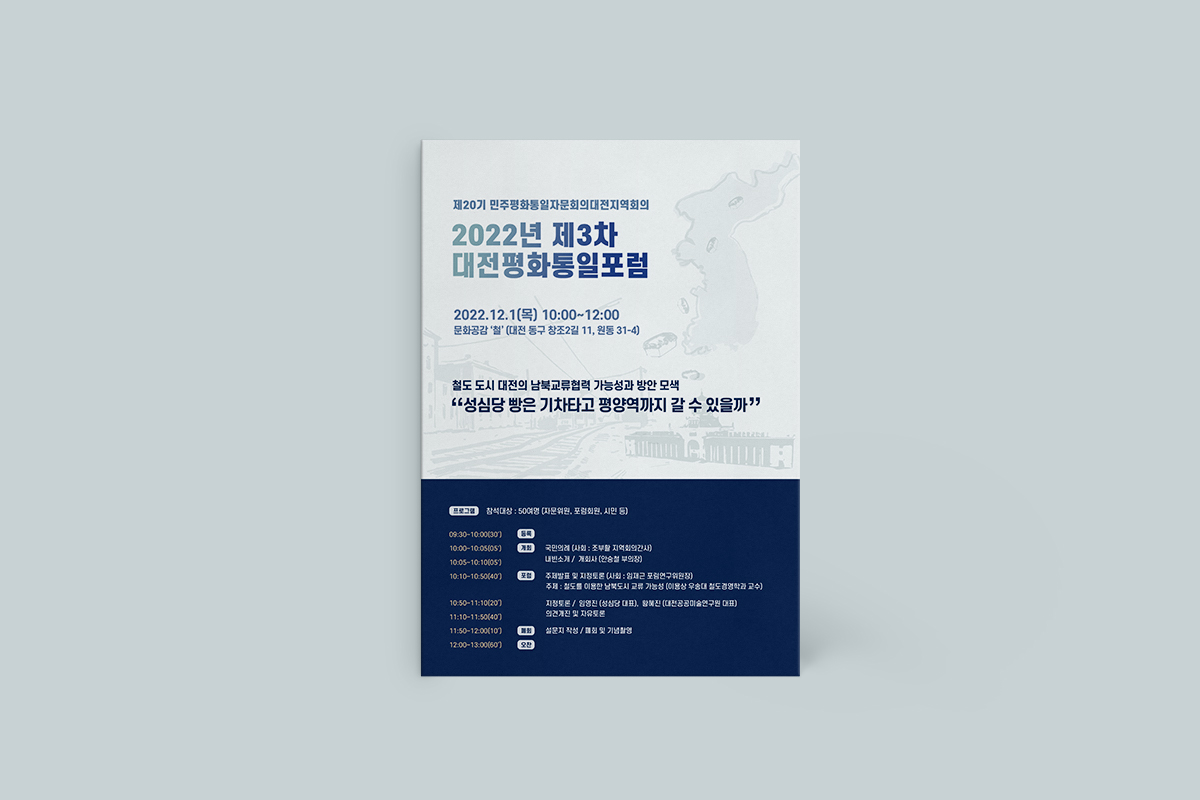 제20기 민주평화통일자문회의대전지역회의
2022년 제3차
대전평화통일포럼
2022.12.1(목) 10:00~12:00
문화공감 '철' (대전 동구 창조2길 11, 원동 31-4)
철도 도시 대전의 남북교류협력 가능성과 방안 모색
“성심당 빵은 기차타고 평양역까지 갈 수 있을까”
프로그램 참석대상 : 50여명 (자문위원, 포럼회원, 시민 등)
09:30~10:00(30') 등록
10:00~10:05(05') 개회 국민의례 (사회 : 조부활 지역회의간사)
10:05~10:10(05') 내빈소개 / 개회사 (안승철 부의장)
10:10~10:50(40') 포럼 주제발표 및 지정토론 (사회 : 임재근 포럼연구위원장)
주제 : 철도를 이용한 남북도시 교류 가능성 (이용상 우송대 철도경영학과 교수)
10:50~11:10(20') 지정토론 / 임영진 (성심당 대표), 황혜진 (대전공공미술연구원 대표)
11:10~11:50(40') 의견개진 및 자유토론
11:50~12:00(10') 폐회 설문지 작성 / 폐회 및 기념촬영
12:00~13:00(60') 오찬